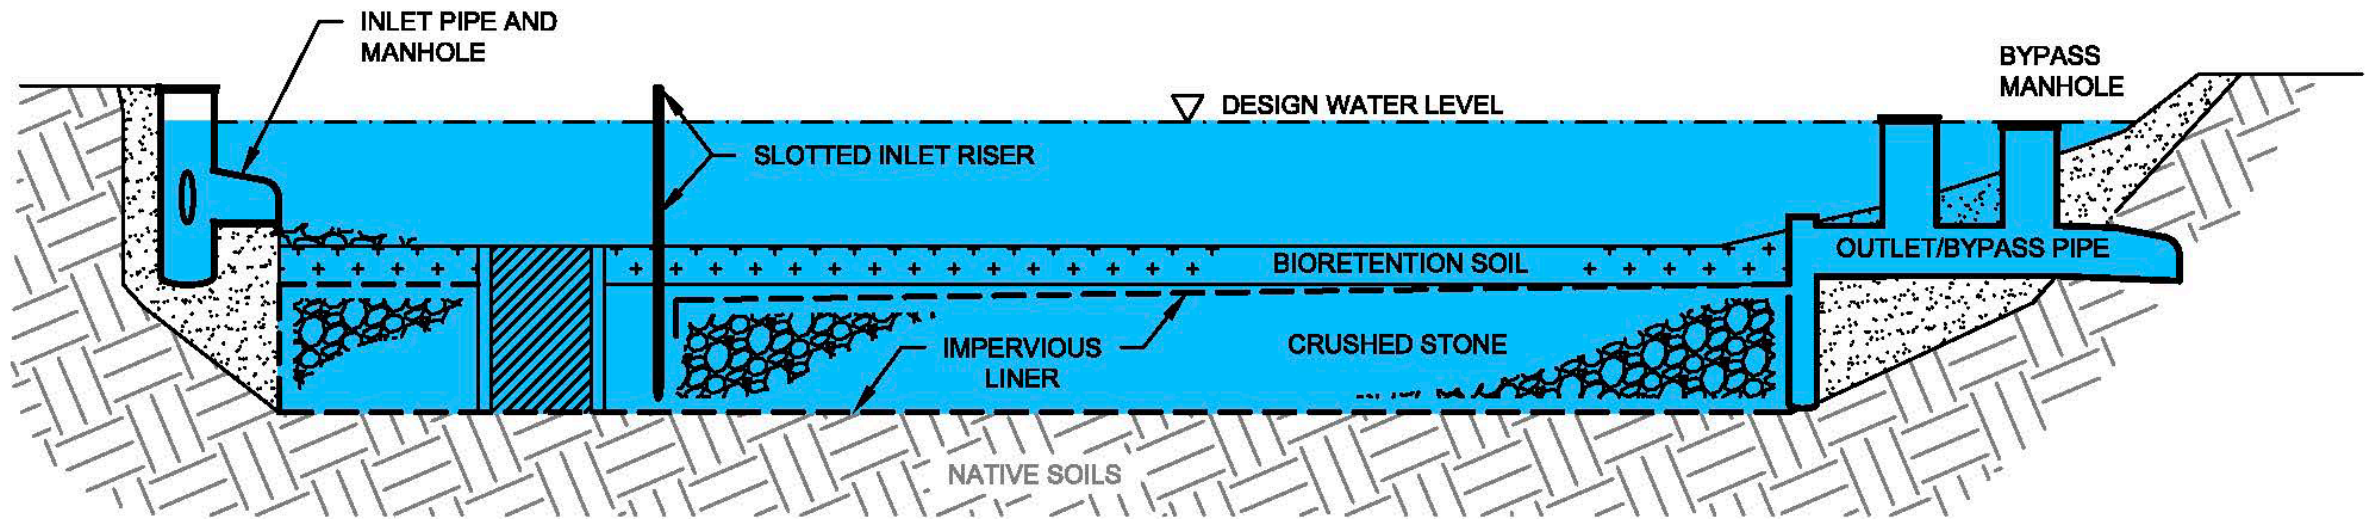 INLET PIPE AND
MANHOLE
BYPASS
MANHOLE
DESIGN WATER LEVEL
SLOTTED INLET RISER
OUTLET/BYPASS PIPE
BIORETENTION SOIL
IMPERVIOUS
LINER
CRUSHED STONE
NATIVE SOILS